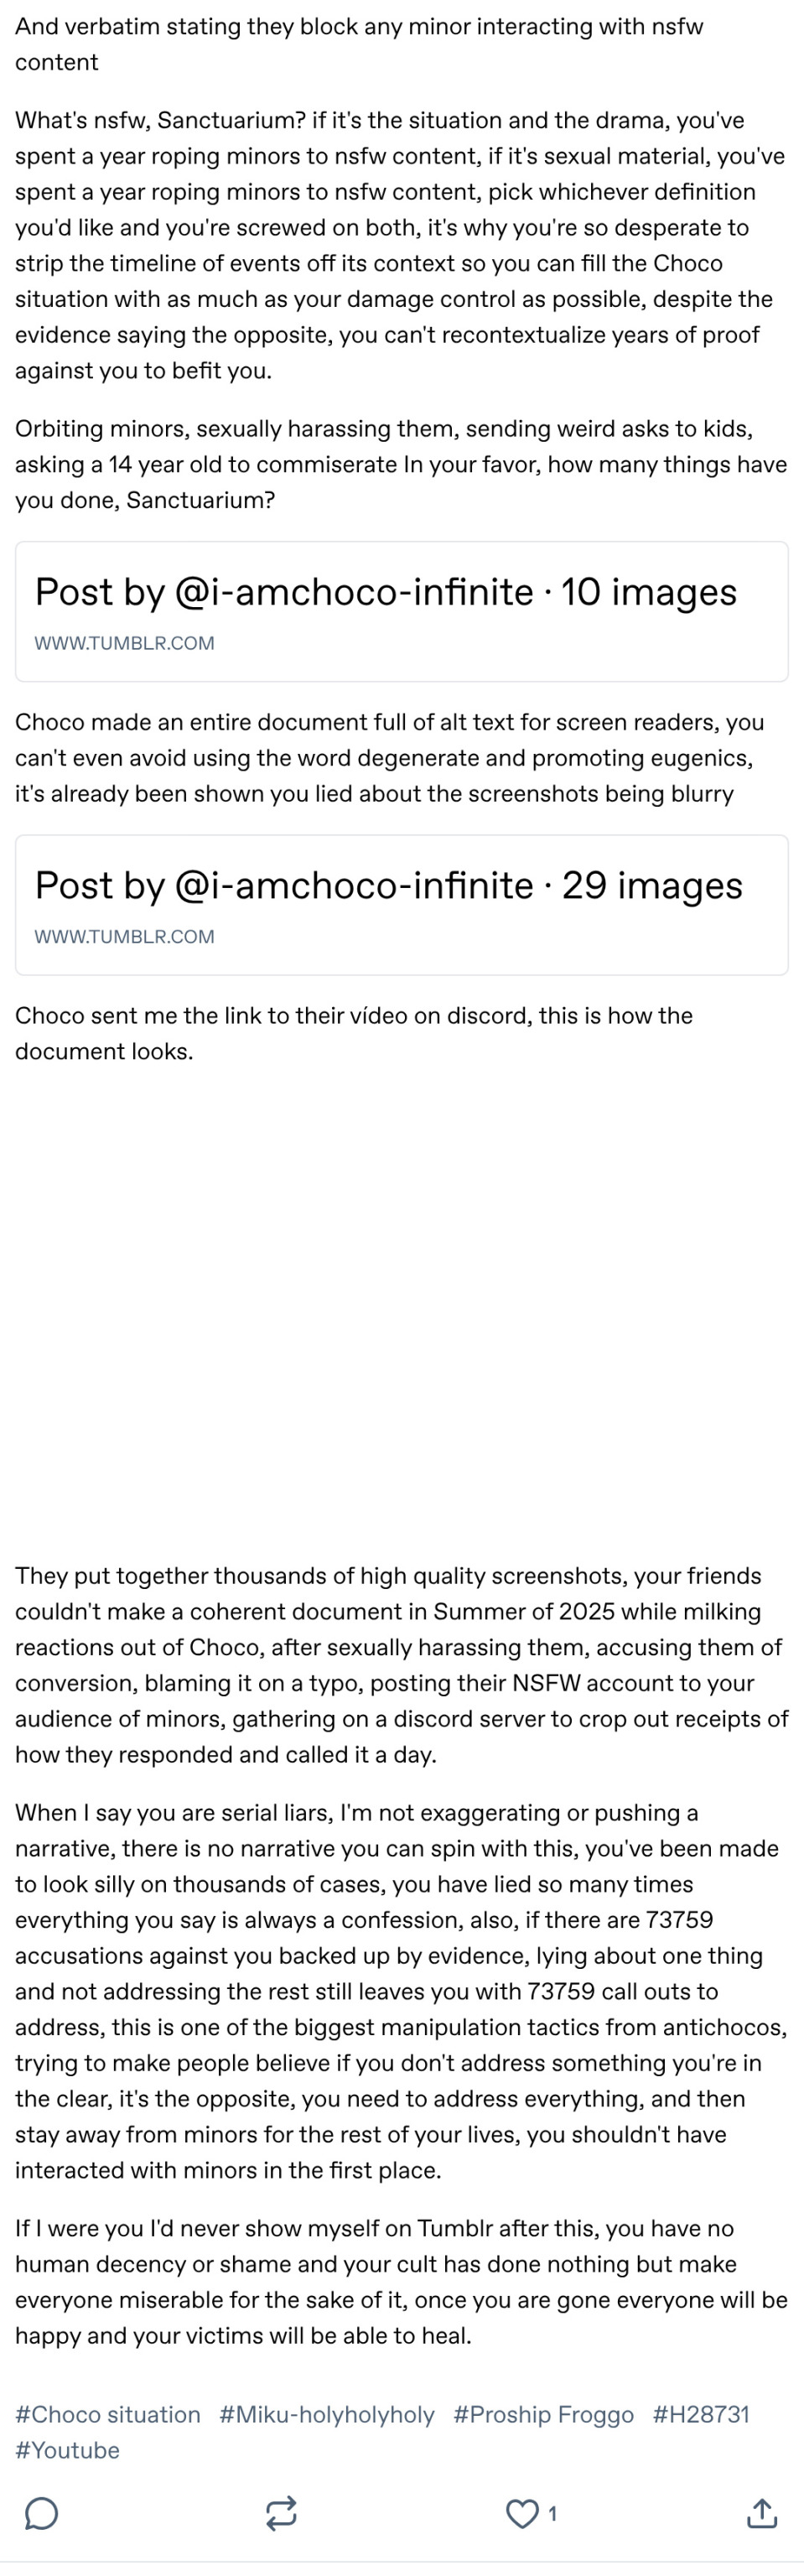 And verbatim stating they block any minor interacting with nsfw
content
What's nsfw, Sanctuarium? if it's the situation and the drama, you've
spent a year roping minors to nsfw content, if it's sexual material, you've
spent a year roping minors to nsfw content, pick whichever definition
you'd like and you're screwed on both, it's why you're so desperate to
strip the timeline of events off its context so you can fill the Choco
situation with as much as your damage control as possible, despite the
evidence saying the opposite, you can't recontextualize years of proof
against you to befit you.
Orbiting minors, sexually harassing them, sending weird asks to kids,
asking a 14 year old to commiserate In your favor, how many things have
you done, Sanctuarium?
Post by @i-amchoco-infinite · 10 images
WWW.TUMBLR.COM
Choco made an entire document full of alt text for screen readers, you
can't even avoid using the word degenerate and promoting eugenics,
it's already been shown you lied about the screenshots being blurry
Post by @i-amchoco-infinite · 29 images
WWW.TUMBLR.COM
Choco sent me the link to their vídeo on discord, this is how the
document looks.
They put together thousands of high quality screenshots, your friends
couldn't make a coherent document in Summer of 2025 while milking
reactions out of Choco, after sexually harassing them, accusing them of
conversion, blaming it on a typo, posting their NSFW account to your
audience of minors, gathering on a discord server to crop out receipts of
how they responded and called it a day.
When I say you are serial liars, I'm not exaggerating or pushing a
narrative, there is no narrative you can spin with this, you've been made
to look silly on thousands of cases, you have lied so many times
everything you say is always a confession, also, if there are 73759
accusations against you backed up by evidence, lying about one thing
and not addressing the rest still leaves you with 73759 call outs to
address, this is one of the biggest manipulation tactics from antichocos,
trying to make people believe if you don't address something you're in
the clear, it's the opposite, you need to address everything, and then
stay away from minors for the rest of your lives, you shouldn't have
interacted with minors in the first place.
If I were you I'd never show myself on Tumblr after this, you have no
human decency or shame and your cult has done nothing but make
everyone miserable for the sake of it, once you are gone everyone will be
happy and your victims will be able to heal.
#Choco situation #Miku-holyholyholy #Proship Froggo #H28731
#Youtube
1